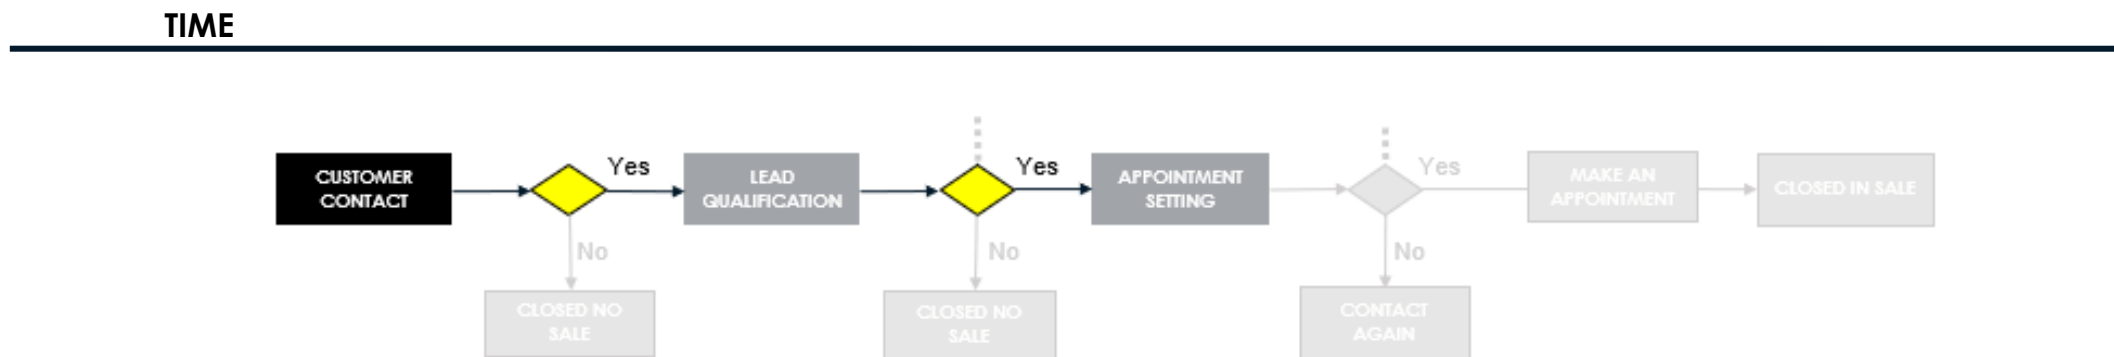 TIME
CUSTOMER
CONTACT
Yes
LEAD
QUALIFICATION
Yes
APPOINTMENT
SETTING
Yes
MAKE AN
APPOINTMENT
CLOSED IN SALE
No
No
No
CLOSED NO
SALE
CLOSED NO
SALE
CONTACT
AGAIN